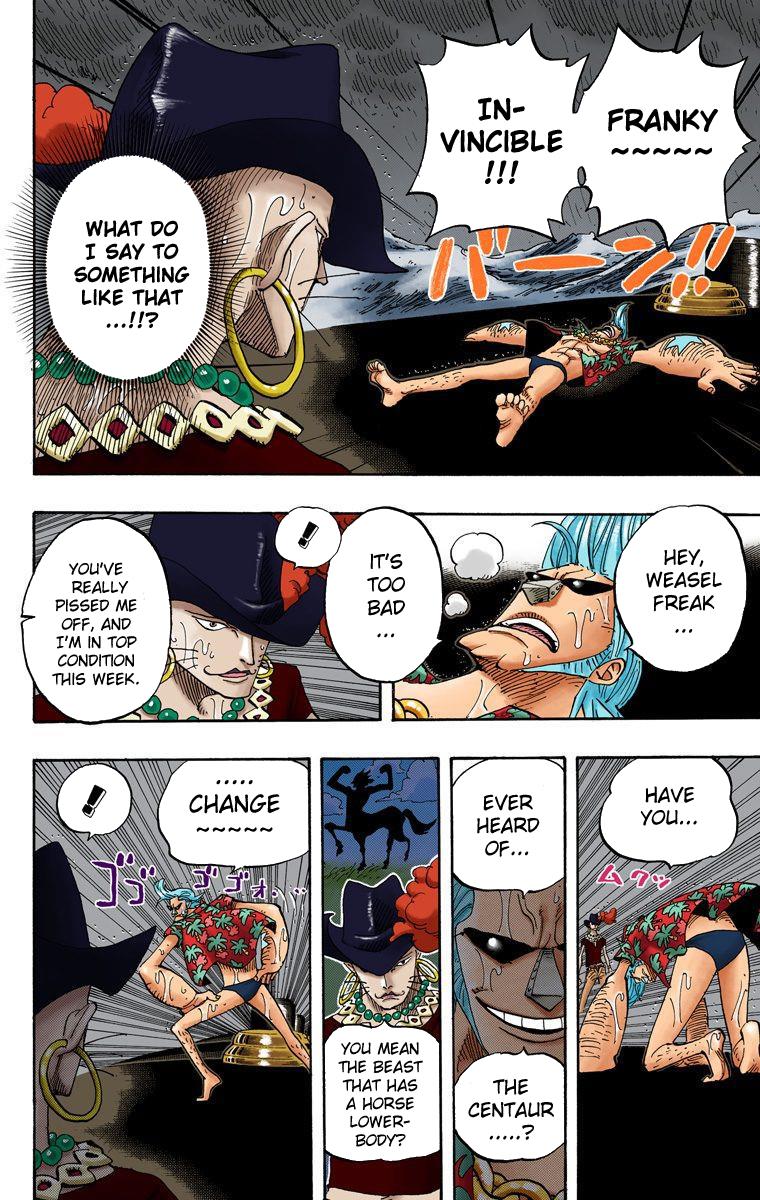 FRANKY
~~~~~
IN-
VINCIBLE
!!!
WHAT DO
I SAY TO
SOMETHING
LIKE THAT
...!!?
バーン!!
HEY,
WEASEL
FREAK
...
IT'S
TOO
BAD
...
!
YOU'VE
REALLY
PISSED ME
OFF, AND
I'M IN TOP
CONDITION
THIS WEEK.
HAVE
YOU...
ムクッ
EVER
HEARD
OF...
THE
CENTAUR
.....?
YOU MEAN
THE BEAST
THAT HAS
A HORSE
LOWER-
BODY?
.....
CHANGE
~~~~~
!
ゴゴゴゴォ...